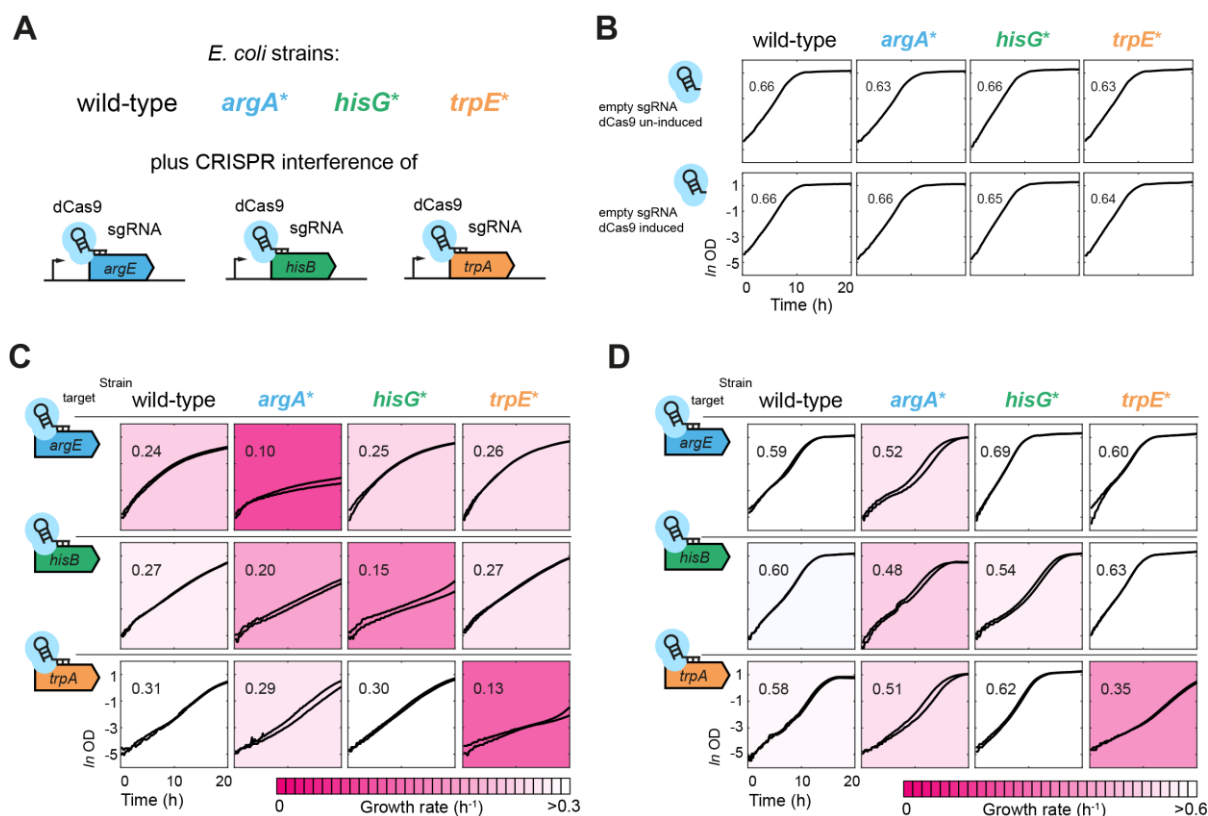 A
E. coli strains:
wild-type argA* hisG* trpE*
plus CRISPR interference of
dCas9 sgRNA dCas9 sgRNA dCas9 sgRNA
argE hisB trpA
B
wild-type argA* hisG* trpE*
empty sgRNA
dCas9 un-induced
0.66 0.63 0.66 0.63
empty sgRNA
dCas9 induced
0.66 0.66 0.65 0.64
1
-1
-3
-5
ln OD
0 10 20
Time (h)
C
Strain
target
wild-type argA* hisG* trpE*
argE
0.24 0.10 0.25 0.26
hisB
0.27 0.20 0.15 0.27
trpA
0.31 0.29 0.30 0.13
1
-1
-3
-5
ln OD
0 10 20
Time (h)
0 Growth rate (h-1) >0.3
D
Strain
target
wild-type argA* hisG* trpE*
argE
0.59 0.52 0.69 0.60
hisB
0.60 0.48 0.54 0.63
trpA
0.58 0.51 0.62 0.35
1
-1
-3
-5
ln OD
0 10 20
Time (h)
0 Growth rate (h-1) >0.6